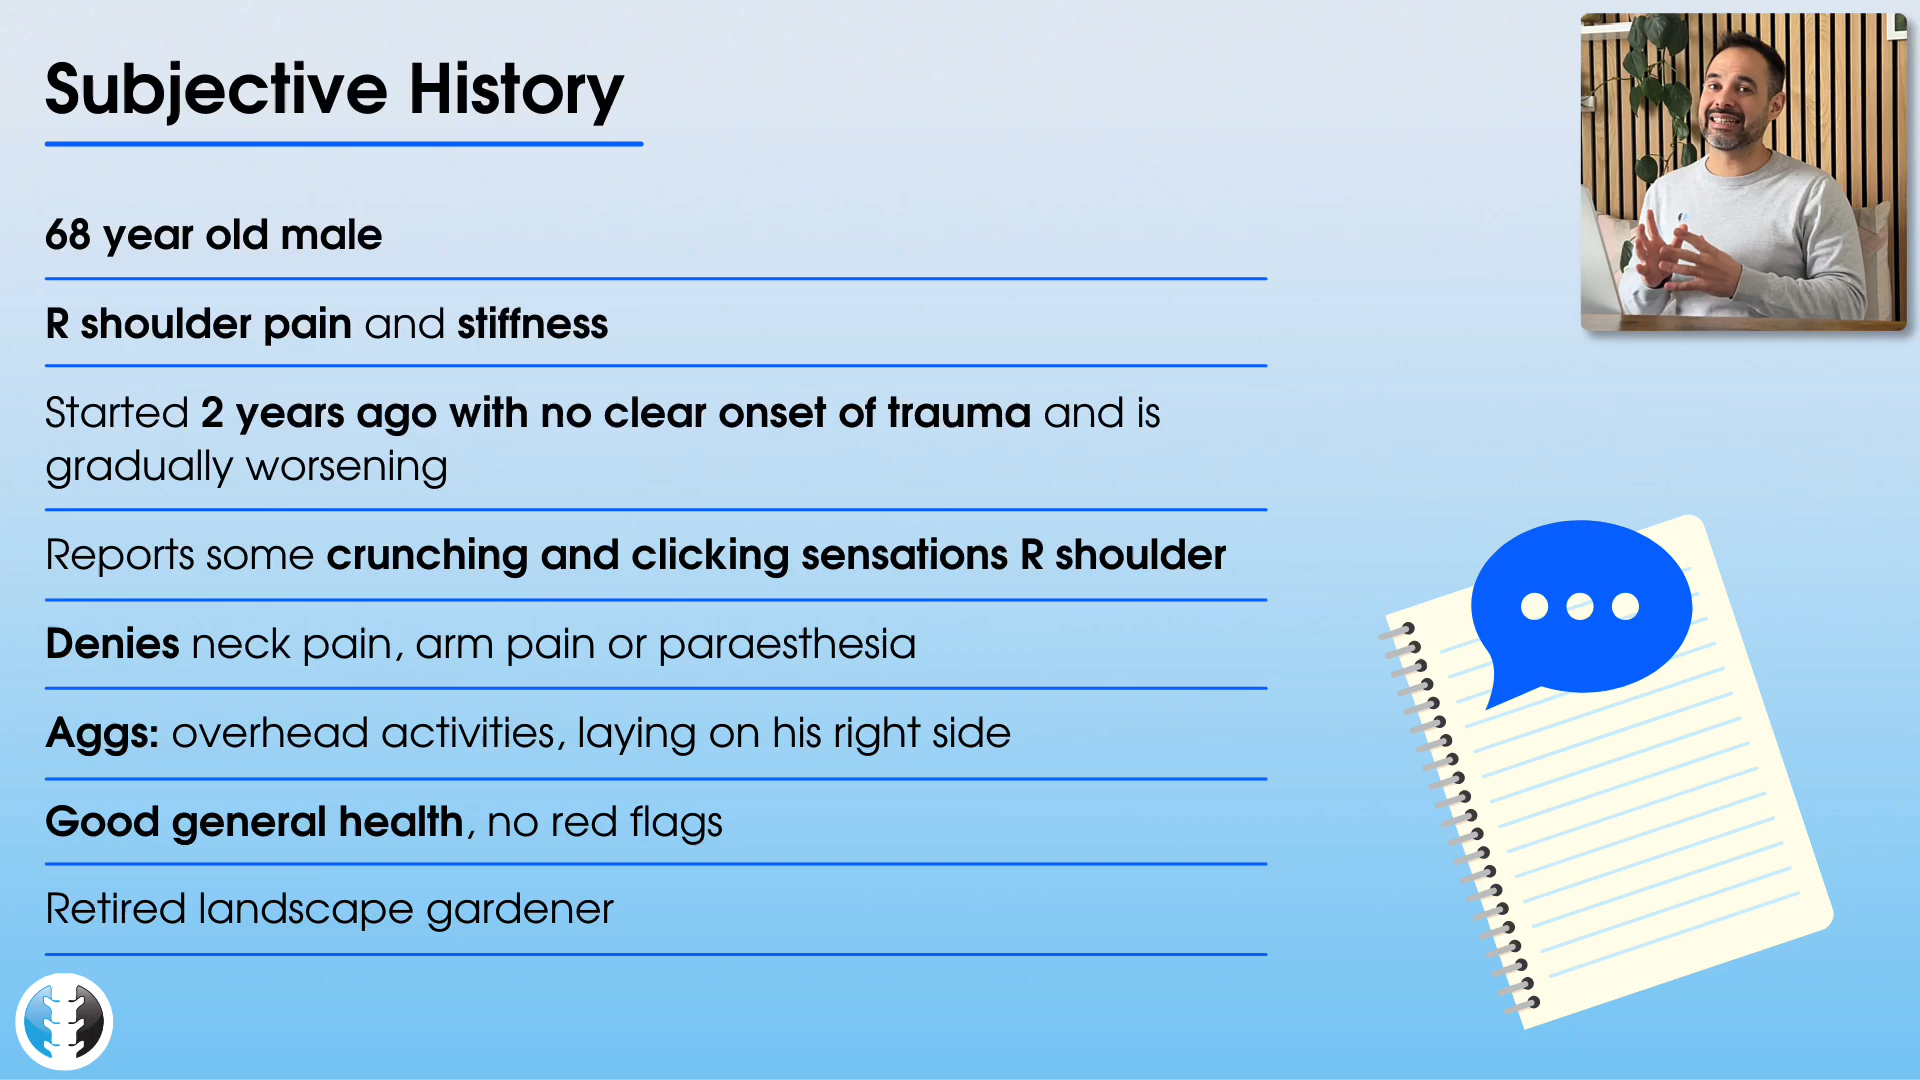 Subjective History
68 year old male
R shoulder pain and stiffness
Started 2 years ago with no clear onset of trauma and is
gradually worsening
Reports some crunching and clicking sensations R shoulder
Denies neck pain, arm pain or paraesthesia
Aggs: overhead activities, laying on his right side
Good general health, no red flags
Retired landscape gardener